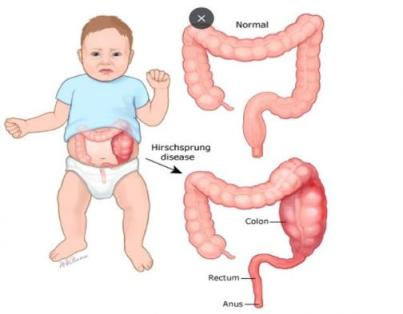 Normal
Hirschsprung
disease
Colon
Rectum
Anus